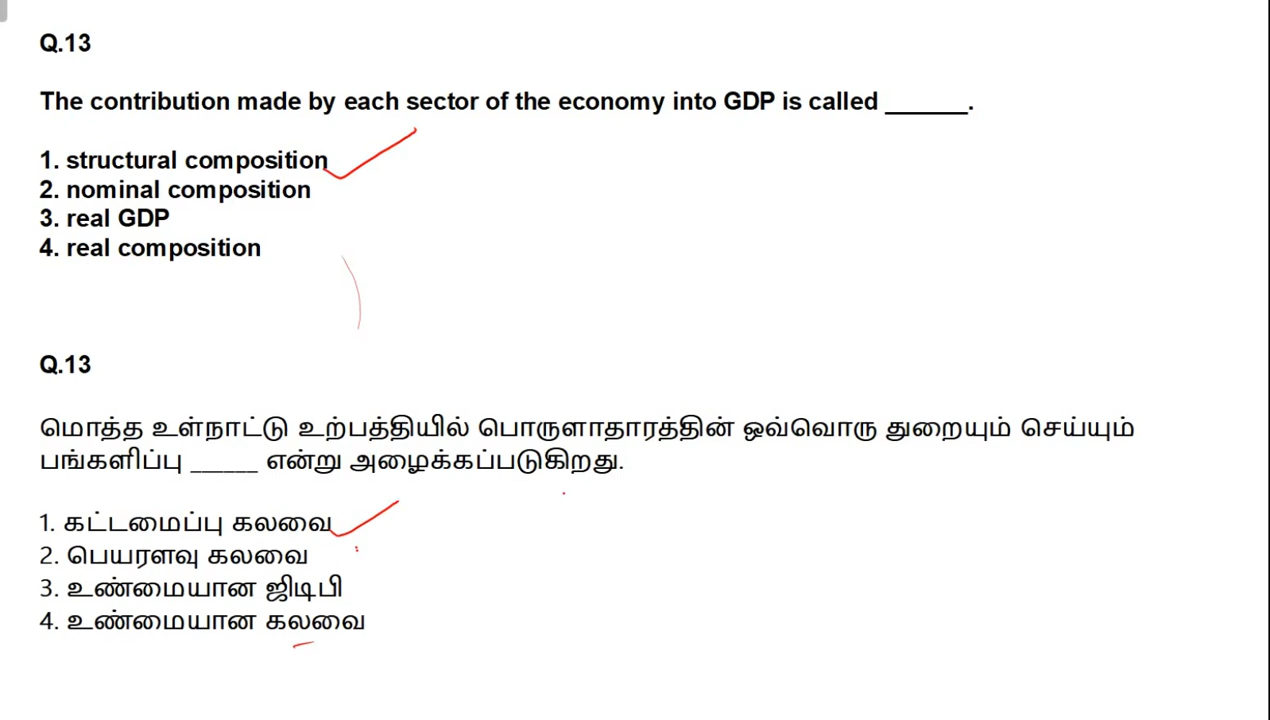 Q.13
The contribution made by each sector of the economy into GDP is called ______.
1. structural composition
2. nominal composition
3. real GDP
4. real composition
Q.13
மொத்த உள்நாட்டு உற்பத்தியில் பொருளாதாரத்தின் ஒவ்வொரு துறையும் செய்யும்
பங்களிப்பு ______ என்று அழைக்கப்படுகிறது.
1. கட்டமைப்பு கலவை
2. பெயரளவு கலவை
3. உண்மையான ஜிடிபி
4. உண்மையான கலவை